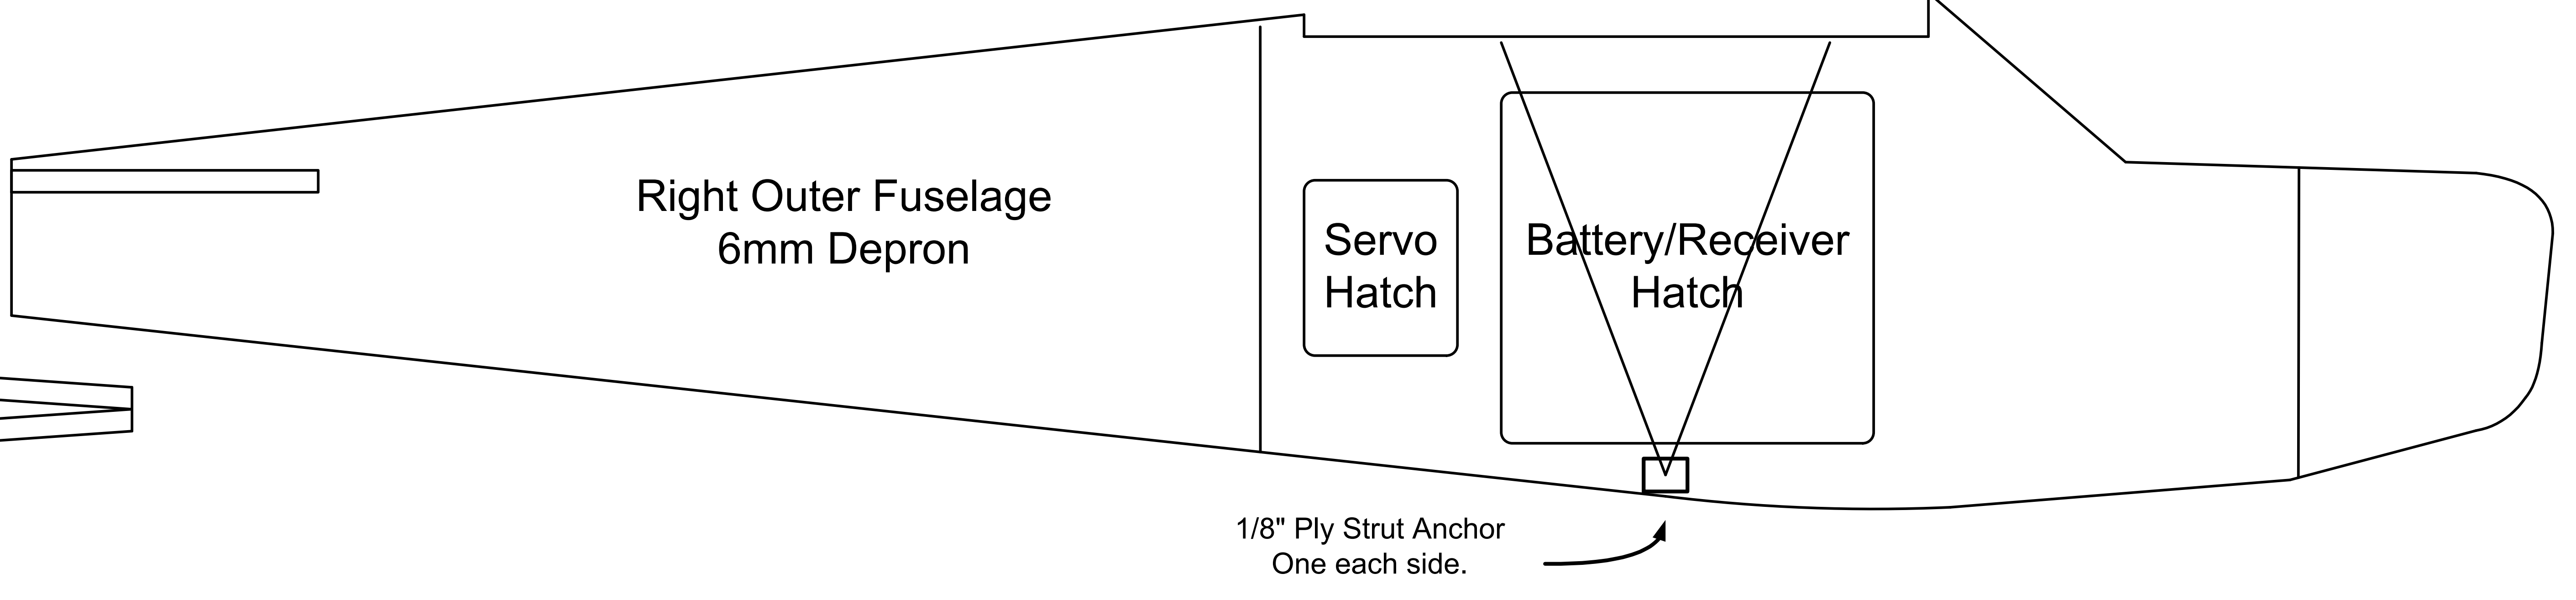 Right Outer Fuselage
6mm Depron
Servo
Hatch
Battery/Receiver
Hatch
1/8" Ply Strut Anchor
One each side.